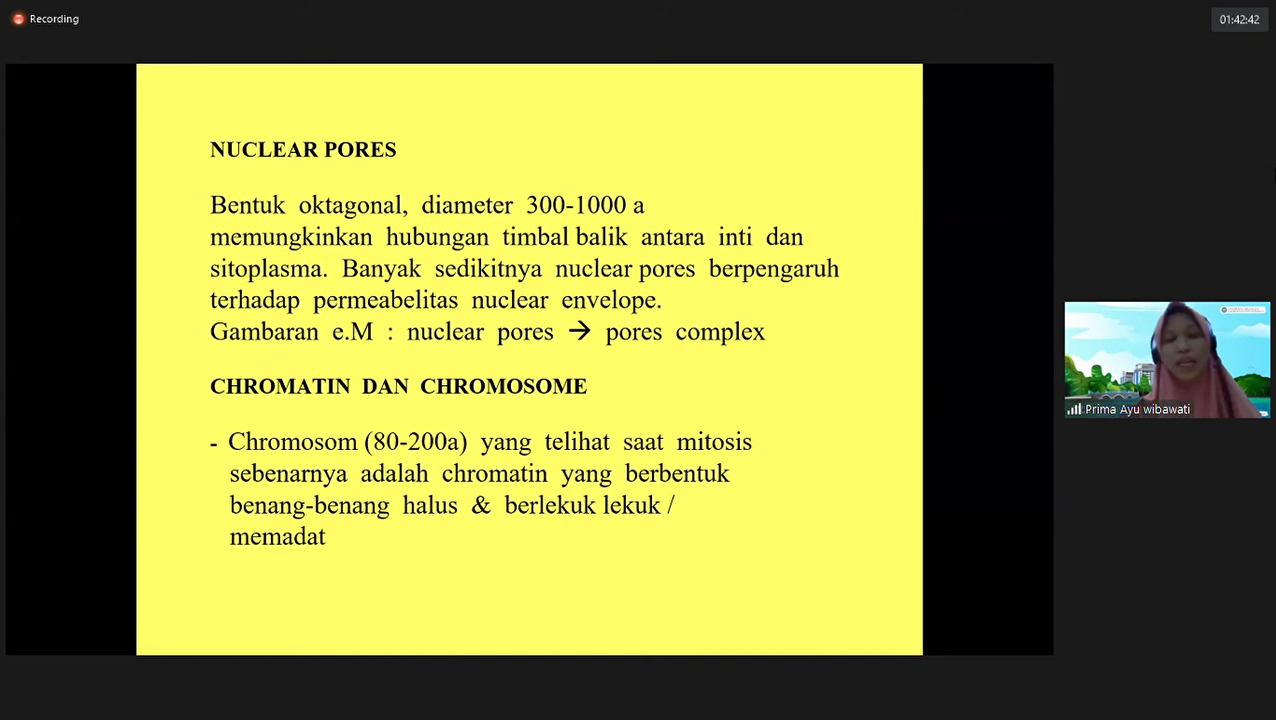 Recording
01:42:42
NUCLEAR PORES
Bentuk oktagonal, diameter 300-1000 a
memungkinkan hubungan timbal balik antara inti dan
sitoplasma. Banyak sedikitnya nuclear pores berpengaruh
terhadap permeabelitas nuclear envelope.
Gambaran e.M : nuclear pores → pores complex
CHROMATIN DAN CHROMOSOME
- Chromosom (80-200a) yang telihat saat mitosis
sebenarnya adalah chromatin yang berbentuk
benang-benang halus & berlekuk lekuk /
memadat
Prima Ayu wibawati